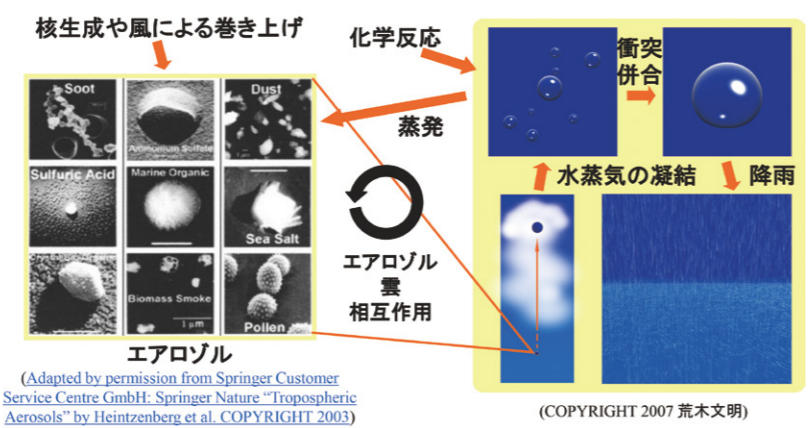 核生成や風による巻き上げ
Soot
Ammonium Sulfate
Dust
Sulfuric Acid
Marine Organic
Sea Salt
Biomass Smoke
1 μm
Pollen
エアロゾル
(Adapted by permission from Springer Customer
Service Centre GmbH: Springer Nature “Tropospheric
Aerosols” by Heintzenberg et al. COPYRIGHT 2003)
化学反応
蒸発
エアロゾル
雲
相互作用
衝突
併合
水蒸気の凝結
降雨
(COPYRIGHT 2007 荒木文明)